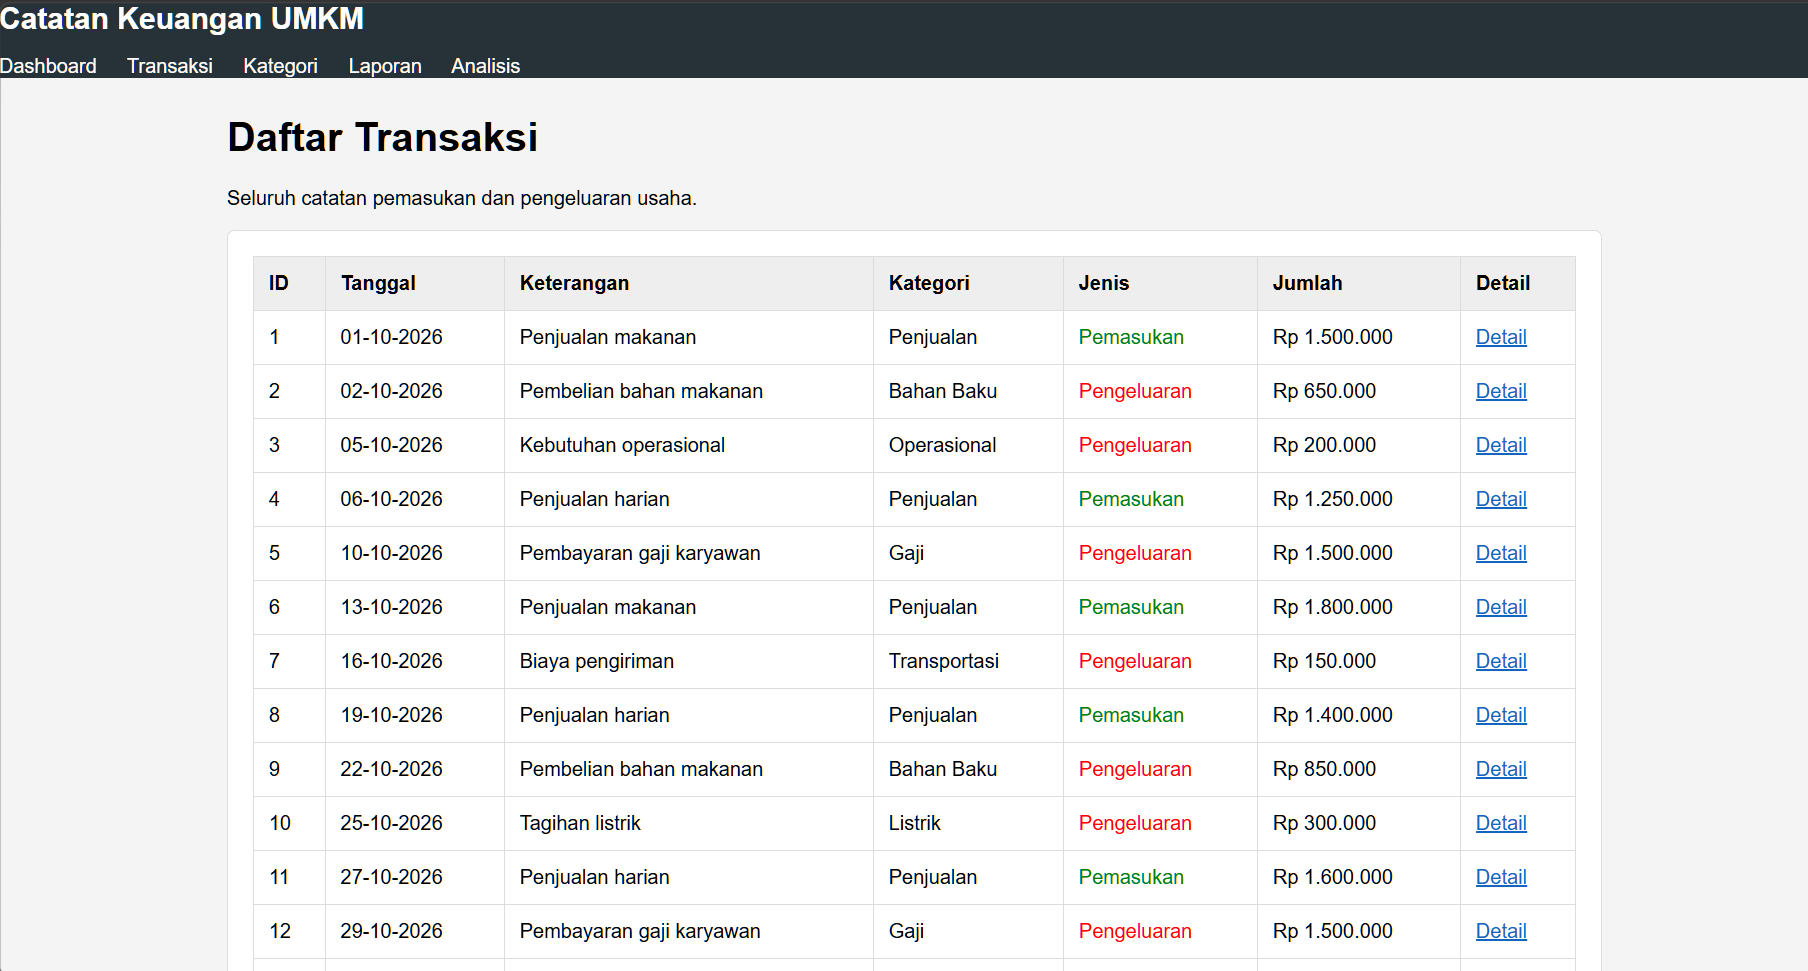 Catatan Keuangan UMKM
Dashboard Transaksi Kategori Laporan Analisis
Daftar Transaksi
Seluruh catatan pemasukan dan pengeluaran usaha.
ID Tanggal Keterangan Kategori Jenis Jumlah Detail
1 01-10-2026 Penjualan makanan Penjualan Pemasukan Rp 1.500.000 Detail
2 02-10-2026 Pembelian bahan makanan Bahan Baku Pengeluaran Rp 650.000 Detail
3 05-10-2026 Kebutuhan operasional Operasional Pengeluaran Rp 200.000 Detail
4 06-10-2026 Penjualan harian Penjualan Pemasukan Rp 1.250.000 Detail
5 10-10-2026 Pembayaran gaji karyawan Gaji Pengeluaran Rp 1.500.000 Detail
6 13-10-2026 Penjualan makanan Penjualan Pemasukan Rp 1.800.000 Detail
7 16-10-2026 Biaya pengiriman Transportasi Pengeluaran Rp 150.000 Detail
8 19-10-2026 Penjualan harian Penjualan Pemasukan Rp 1.400.000 Detail
9 22-10-2026 Pembelian bahan makanan Bahan Baku Pengeluaran Rp 850.000 Detail
10 25-10-2026 Tagihan listrik Listrik Pengeluaran Rp 300.000 Detail
11 27-10-2026 Penjualan harian Penjualan Pemasukan Rp 1.600.000 Detail
12 29-10-2026 Pembayaran gaji karyawan Gaji Pengeluaran Rp 1.500.000 Detail